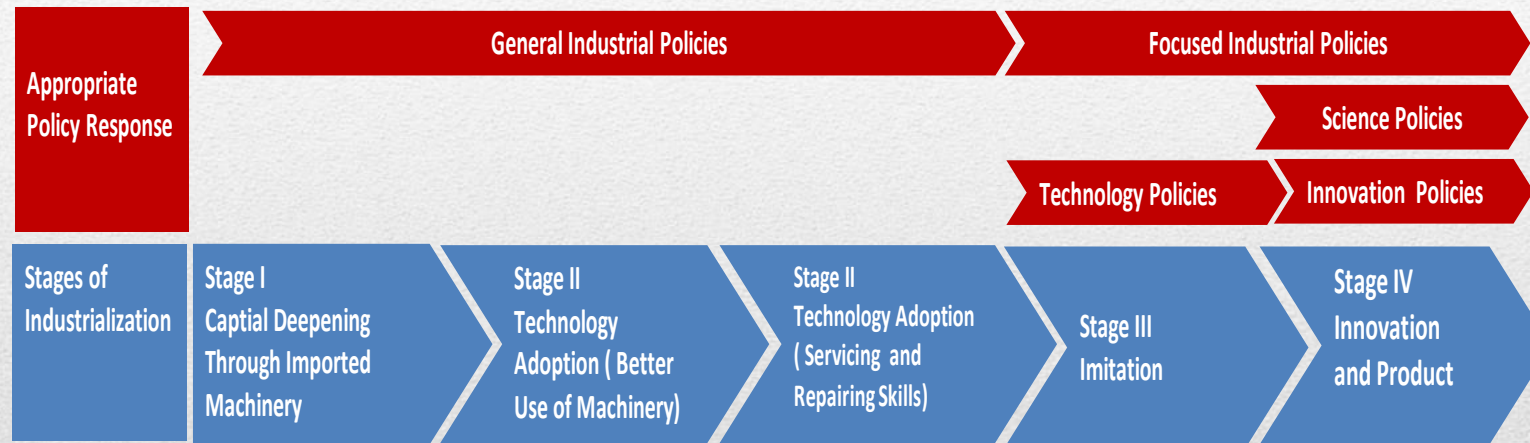 General Industrial Policies
Focused Industrial Policies
Appropriate
Policy Response
Science Policies
Technology Policies
Innovation Policies
Stages of
Industrialization
Stage I
Captial Deepening
Through Imported
Machinery
Stage II
Technology
Adoption ( Better
Use of Machinery)
Stage II
Technology Adoption
( Servicing and
Repairing Skills)
Stage III
Imitation
Stage IV
Innovation
and Product